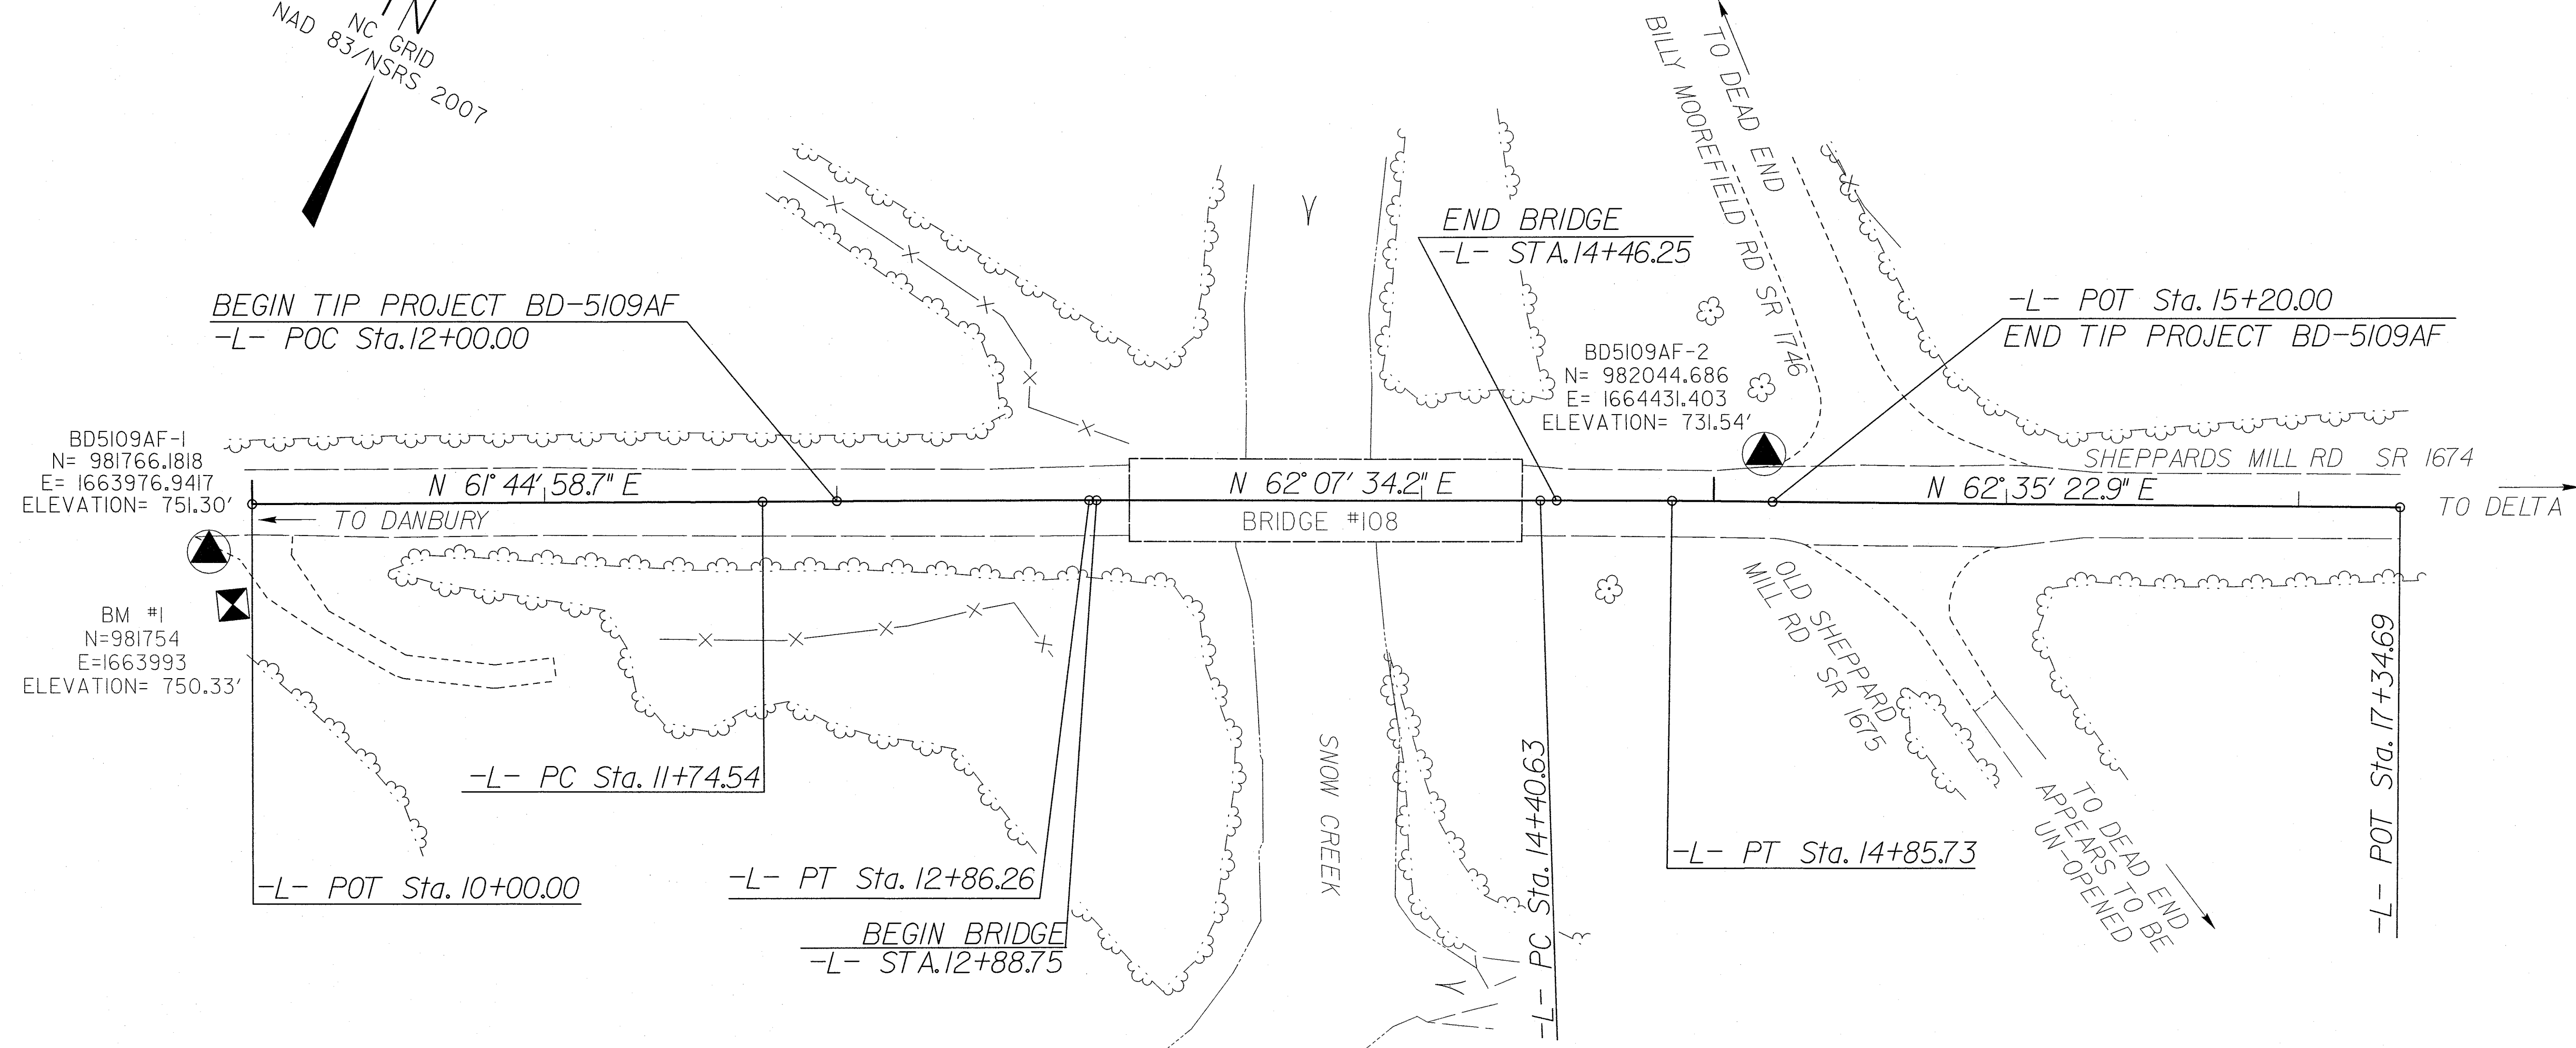 N
NC GRID
NAD 83/NSRS 2007
BEGIN TIP PROJECT BD-5109AF
-L- POC Sta. 12+00.00
END BRIDGE
-L- STA. 14+46.25
TO DEAD END
BILLY MOOREFIELD RD SR 1746
-L- POT Sta. 15+20.00
END TIP PROJECT BD-5109AF
BD5109AF-2
N= 982044.686
E= 1664431.403
ELEVATION= 731.54'
BD5109AF-1
N= 981766.1818
E= 1663976.9417
ELEVATION= 751.30'
N 61° 44' 58.7" E
N 62° 07' 34.2" E
N 62° 35' 22.9" E
SHEPPARDS MILL RD SR 1674
TO DANBURY
BRIDGE #108
TO DELTA
BM #1
N=981754
E=1663993
ELEVATION= 750.33'
OLD SHEPPARD
MILL RD SR 1675
-L- PC Sta. 11+74.54
SNOW CREEK
-L- PC Sta. 14+40.63
-L- PT Sta. 14+85.73
-L- POT Sta. 17+34.69
TO DEAD END
APPEARS TO BE
UN-OPENED
-L- POT Sta. 10+00.00
-L- PT Sta. 12+86.26
BEGIN BRIDGE
-L- STA. 12+88.75